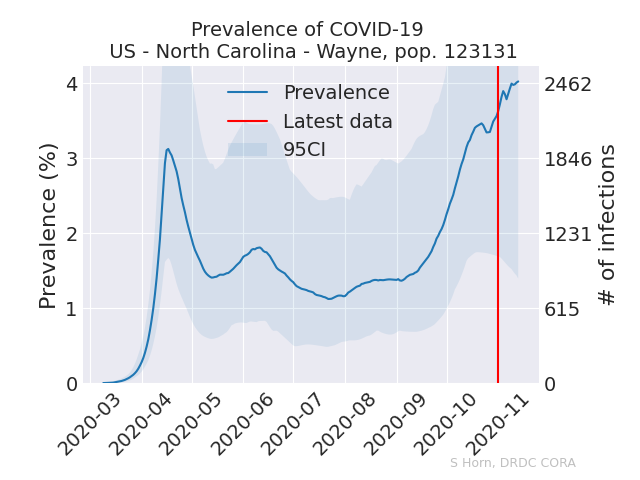 Prevalence of COVID-19
US - North Carolina - Wayne, pop. 123131
Prevalence (%)
4
3
2
1
0
Prevalence
Latest data
95CI
2462
1846
1231
615
0
# of infections
2020-03
2020-04
2020-05
2020-06
2020-07
2020-08
2020-09
2020-10
2020-11
S Horn, DRDC CORA